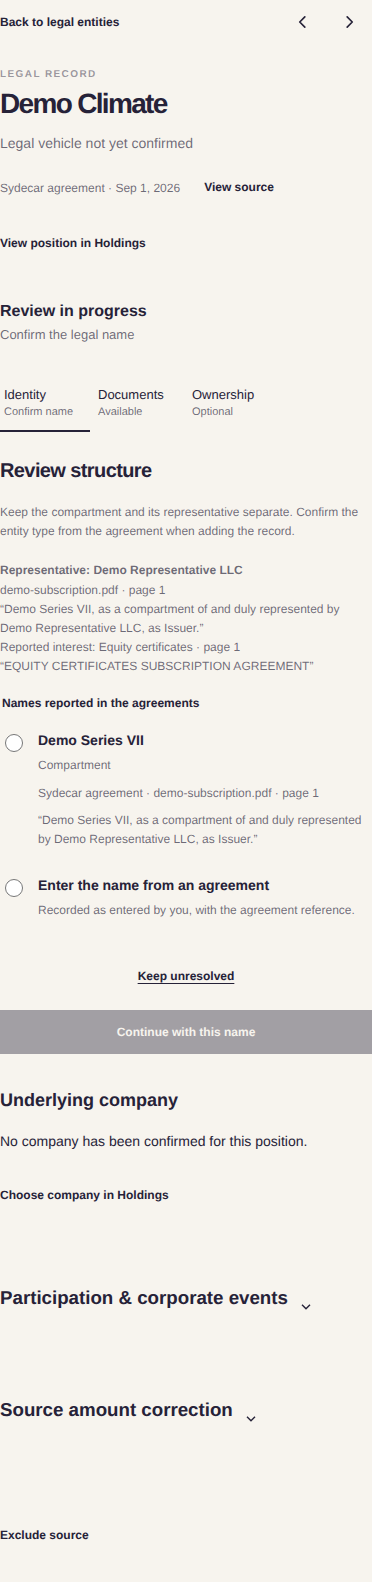 Back to legal entities
LEGAL RECORD
Demo Climate
Legal vehicle not yet confirmed
Sydecar agreement · Sep 1, 2026 View source
View position in Holdings
Review in progress
Confirm the legal name
Identity Documents Ownership
Confirm name Available Optional
Review structure
Keep the compartment and its representative separate. Confirm the
entity type from the agreement when adding the record.
Representative: Demo Representative LLC
demo-subscription.pdf · page 1
“Demo Series VII, as a compartment of and duly represented by
Demo Representative LLC, as Issuer.”
Reported interest: Equity certificates · page 1
“EQUITY CERTIFICATES SUBSCRIPTION AGREEMENT”
Names reported in the agreements
Demo Series VII
Compartment
Sydecar agreement · demo-subscription.pdf · page 1
“Demo Series VII, as a compartment of and duly represented
by Demo Representative LLC, as Issuer.”
Enter the name from an agreement
Recorded as entered by you, with the agreement reference.
Keep unresolved
Continue with this name
Underlying company
No company has been confirmed for this position.
Choose company in Holdings
Participation & corporate events
Source amount correction
Exclude source